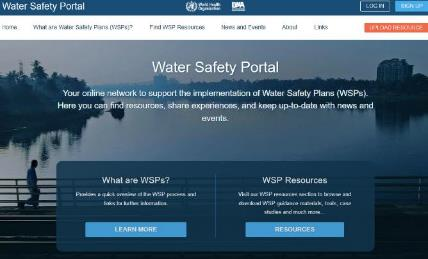 Water Safety Portal
World Health Organization
IWA
LOG IN
SIGN UP
Home
What are Water Safety Plans (WSPs)?
Find WSP Resources
News and Events
About
Links
UPLOAD RESOURCE
Water Safety Portal
Your online network to support the implementation of Water Safety Plans (WSPs).
Here you can find resources, share experiences, and keep up-to-date with news and
events.
What are WSPs?
Provides a quick overview of the WSP process and
links for further information.
LEARN MORE
WSP Resources
Visit our WSP resources section to browse and
download WSP guidance materials, tools, case
studies and much more...
RESOURCES